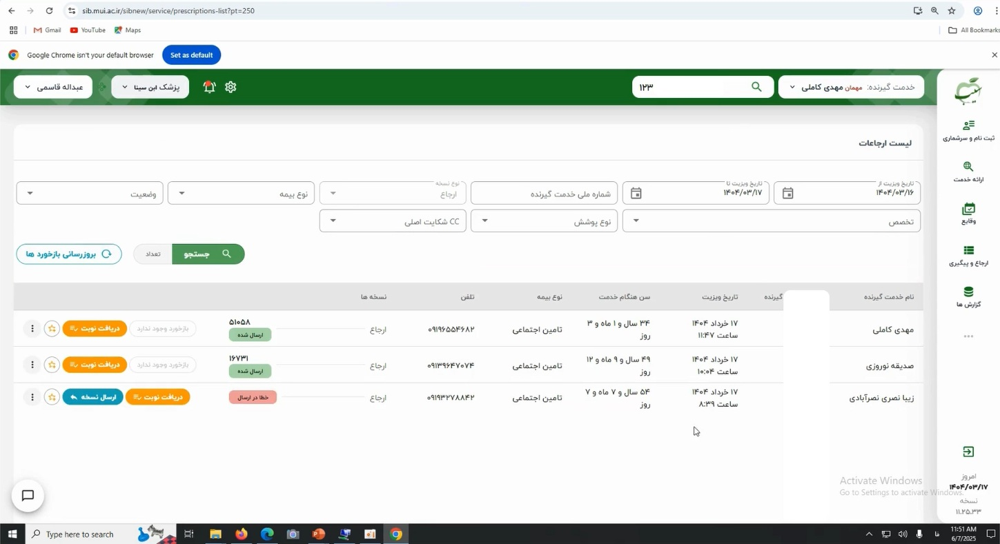 sib.mui.ac.ir/sibnew/service/prescriptions-list?pt=250
Gmail
YouTube
Maps
All Bookmarks
Google Chrome isn't your default browser
Set as default
خدمت گیرنده: مهمان مهدی کاملی
۱۲۳
پزشک ابن سینا
عبداله قاسمی
سیب
ثبت نام و سرشماری
ارائه خدمت
وقایع
ارجاع و پیگیری
گزارش ها
لیست ارجاعات
تاریخ ویزیت از
۱۴۰۴/۰۳/۱۶
تاریخ ویزیت تا
۱۴۰۴/۰۳/۱۷
شماره ملی خدمت گیرنده
نوع نسخه
ارجاع
نوع بیمه
وضعیت
تخصص
نوع پوشش
CC شکایت اصلی
جستجو
تعداد
بروزرسانی بازخورد ها
نام خدمت گیرنده
گیرنده
تاریخ ویزیت
سن هنگام خدمت
نوع بیمه
تلفن
نسخه ها
مهدی کاملی
۱۷ خرداد ۱۴۰۴
ساعت ۱۱:۴۷
۳۴ سال و ۱ ماه و ۳
روز
تامین اجتماعی
۰۹۱۹۶۵۵۴۶۸۲
ارجاع
۵۱۰۵۸
ارسال شده
بازخورد وجود ندارد
دریافت نوبت
صدیقه نوروزی
۱۷ خرداد ۱۴۰۴
ساعت ۱۰:۰۴
۴۹ سال و ۹ ماه و ۱۲
روز
تامین اجتماعی
۰۹۱۳۹۶۴۷۰۷۴
ارجاع
۱۶۷۳۱
ارسال شده
بازخورد وجود ندارد
دریافت نوبت
زیبا نصری نصرآبادی
۱۷ خرداد ۱۴۰۴
ساعت ۸:۳۹
۵۴ سال و ۷ ماه و ۷
روز
تامین اجتماعی
۰۹۱۹۳۲۷۸۸۴۲
ارجاع
خطا در ارسال
دریافت نوبت
ارسال نسخه
امروز
۱۴۰۴/۰۳/۱۷
نسخه
۱۱.۲۵.۳۳
Activate Windows
Go to Settings to activate Windows.
Type here to search
فا
11:51 AM
6/7/2025